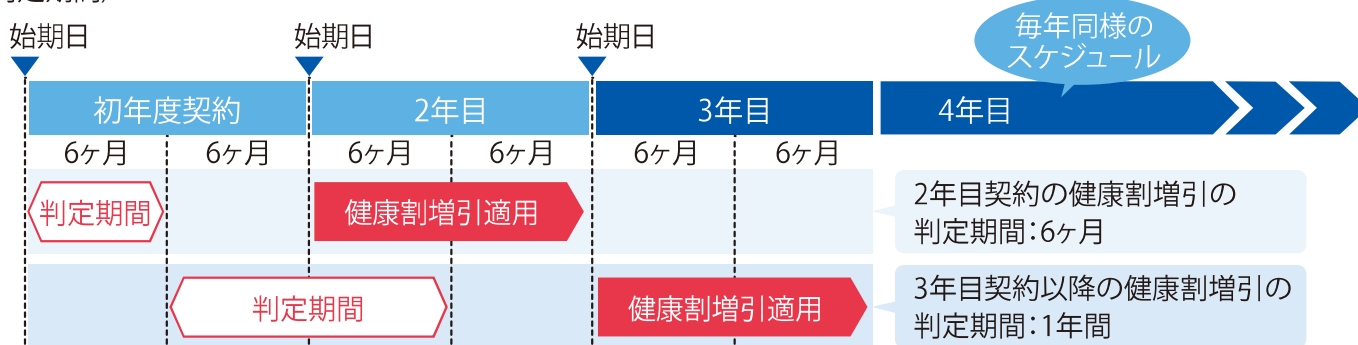 始期日 始期日 始期日
毎年同様の
スケジュール
初年度契約 2年目 3年目 4年目
6ヶ月 6ヶ月 6ヶ月 6ヶ月 6ヶ月 6ヶ月
判定期間 健康割増引適用
2年目契約の健康割増引の
判定期間：6ヶ月
判定期間 健康割増引適用
3年目契約以降の健康割増引の
判定期間：1年間